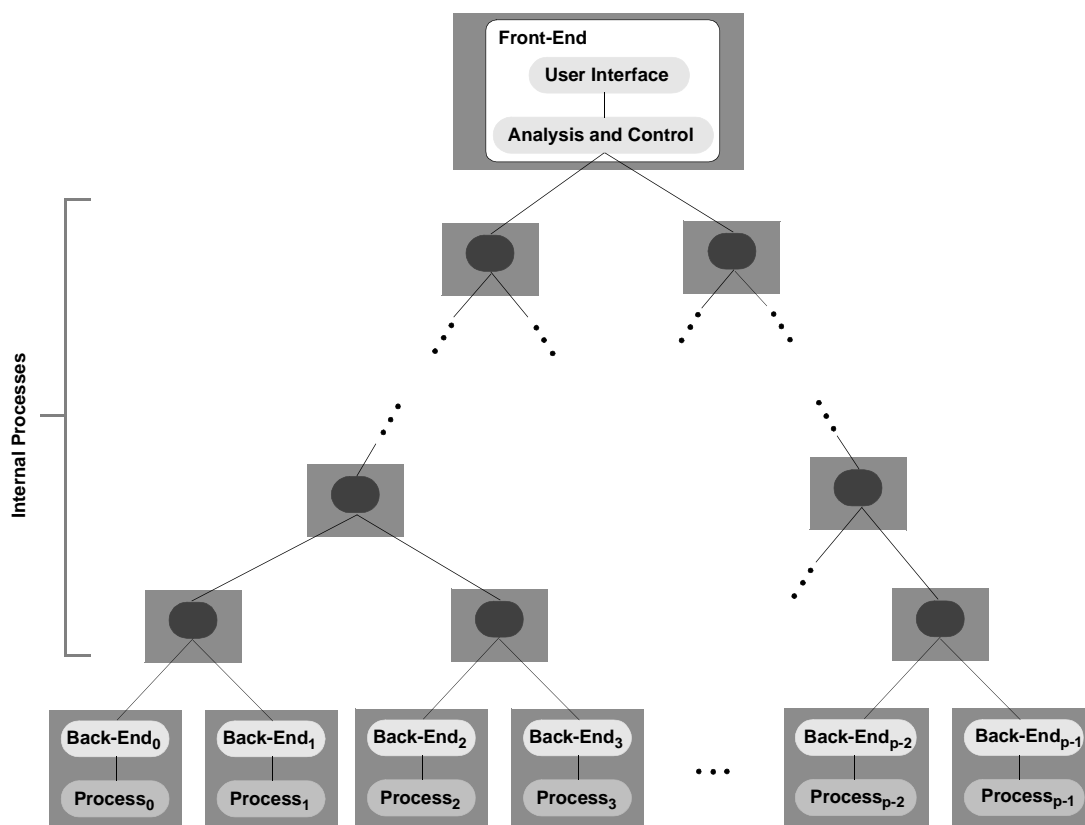 Front-End
User Interface
Analysis and Control
Internal Processes
Back-End₀
Back-End₁
Back-End₂
Back-End₃
Back-Endₚ₋₂
Back-Endₚ₋₁
Process₀
Process₁
Process₂
Process₃
Processₚ₋₂
Processₚ₋₁